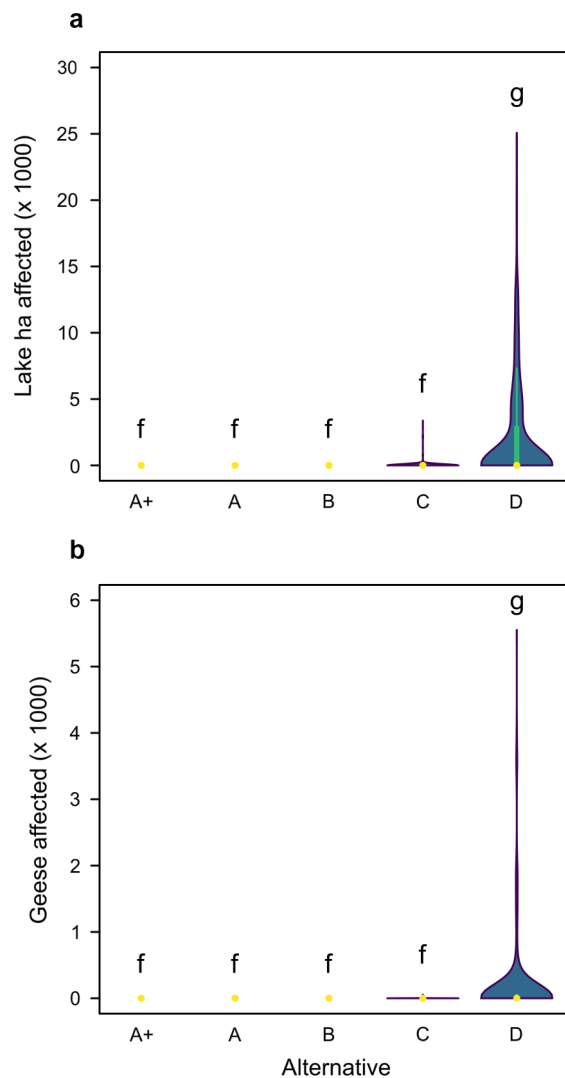 a
Lake ha affected (x 1000)
30
25
20
15
10
5
0
f f f f g
A+ A B C D
b
Geese affected (x 1000)
6
5
4
3
2
1
0
f f f f g
A+ A B C D
Alternative